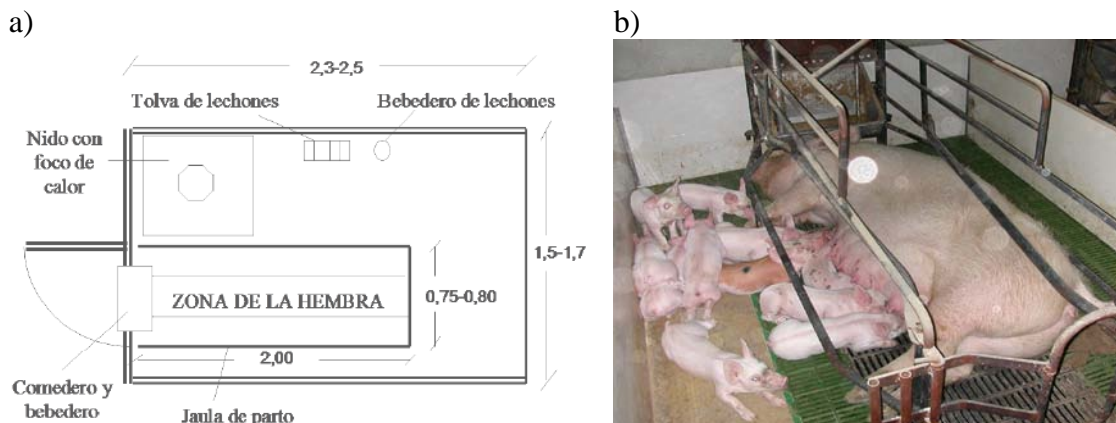 a)
b)
2,3-2,5
Tolva de lechones
Bebedero de lechones
Nido con
foco de
calor
1,5-1,7
ZONA DE LA HEMBRA
0,75-0,80
2,00
Comedero y
bebedero
Jaula de parto